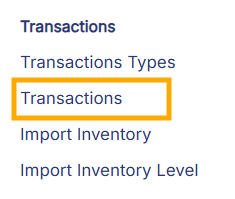 Transactions
Transactions Types
Transactions
Import Inventory
Import Inventory Level